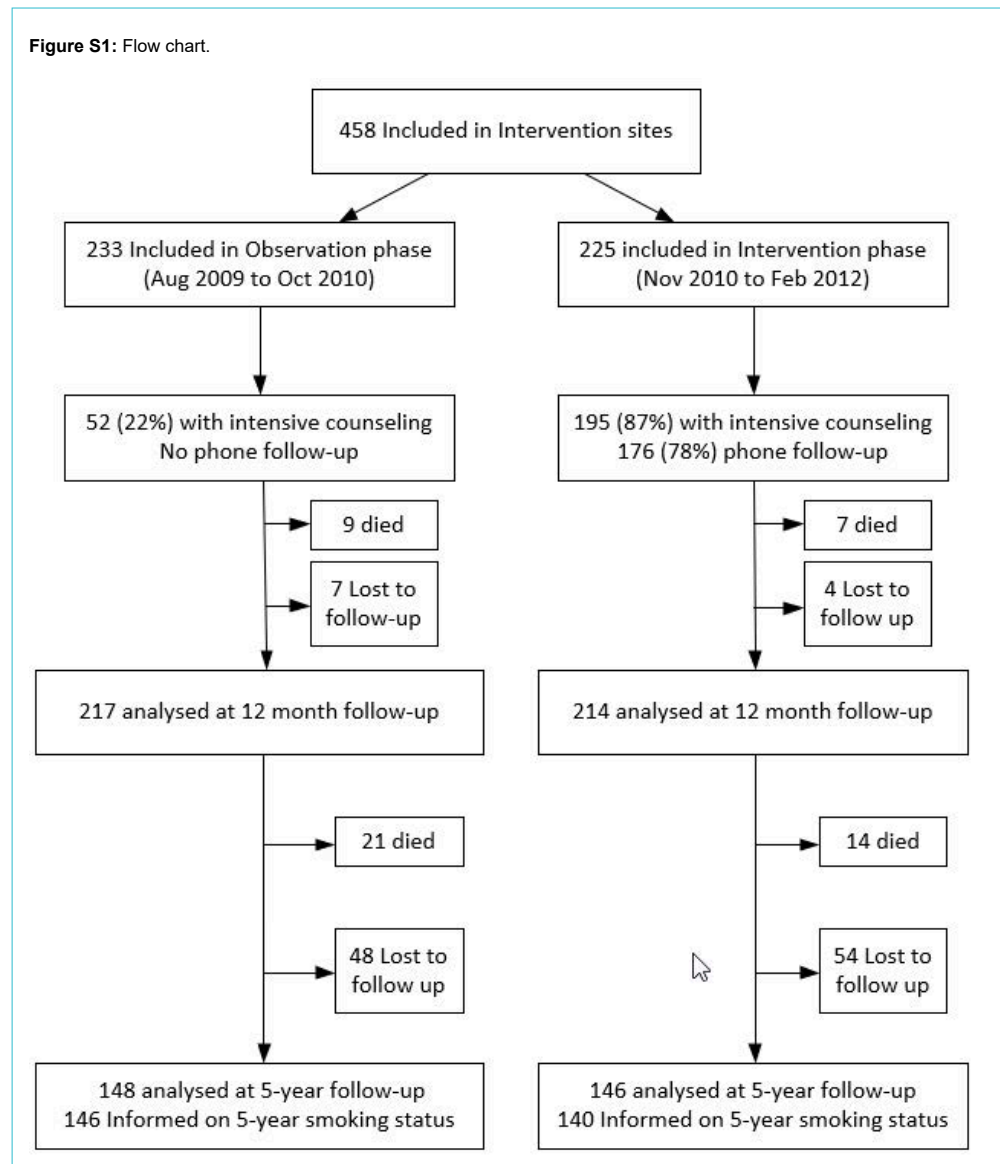 Figure S1: Flow chart.
458 Included in Intervention sites
233 Included in Observation phase
(Aug 2009 to Oct 2010)
225 included in Intervention phase
(Nov 2010 to Feb 2012)
52 (22%) with intensive counseling
No phone follow-up
195 (87%) with intensive counseling
176 (78%) phone follow-up
9 died
7 died
7 Lost to
follow-up
4 Lost to
follow up
217 analysed at 12 month follow-up
214 analysed at 12 month follow-up
21 died
14 died
48 Lost to
follow up
54 Lost to
follow up
148 analysed at 5-year follow-up
146 Informed on 5-year smoking status
146 analysed at 5-year follow-up
140 Informed on 5-year smoking status